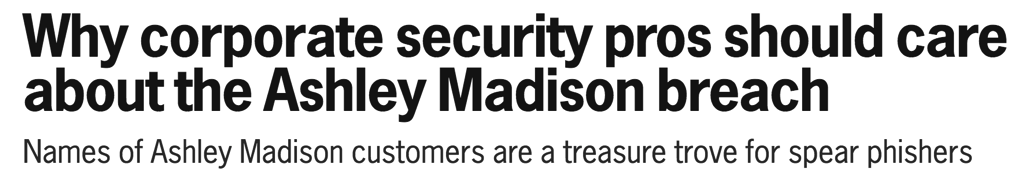 Why corporate security pros should care
about the Ashley Madison breach
Names of Ashley Madison customers are a treasure trove for spear phishers